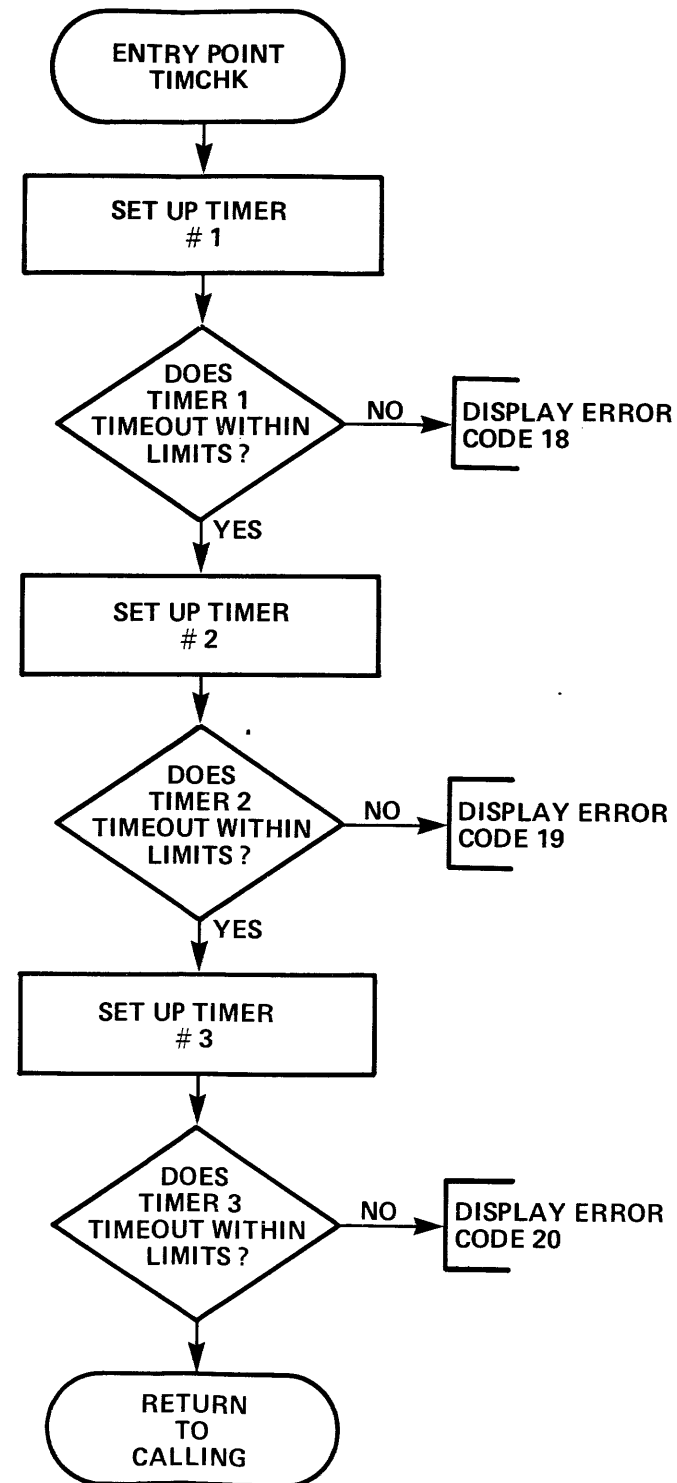 ENTRY POINT
TIMCHK
SET UP TIMER
# 1
DOES
TIMER 1
TIMEOUT WITHIN
LIMITS ?
NO
DISPLAY ERROR
CODE 18
YES
SET UP TIMER
# 2
DOES
TIMER 2
TIMEOUT WITHIN
LIMITS ?
NO
DISPLAY ERROR
CODE 19
YES
SET UP TIMER
# 3
DOES
TIMER 3
TIMEOUT WITHIN
LIMITS ?
NO
DISPLAY ERROR
CODE 20
RETURN
TO
CALLING